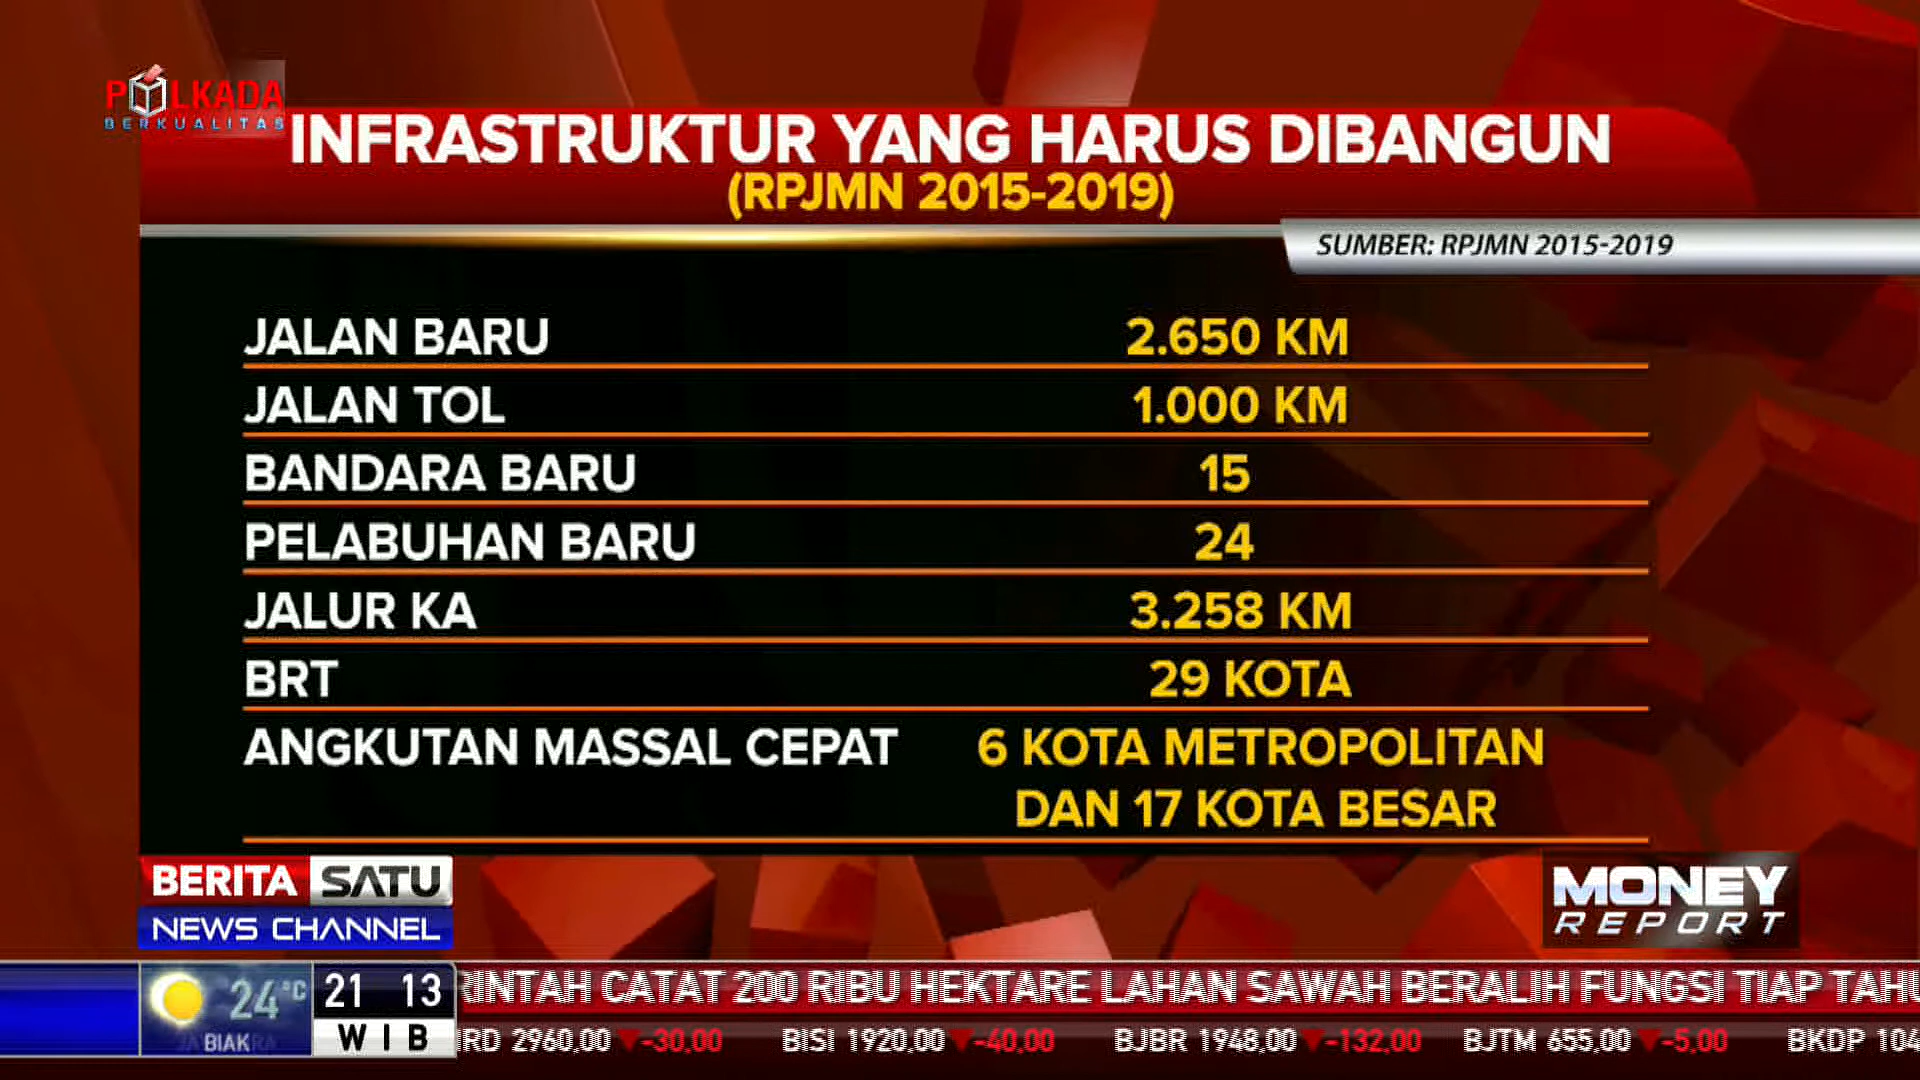 POLKADA
BERKUALITAS
INFRASTRUKTUR YANG HARUS DIBANGUN
(RPJMN 2015-2019)
SUMBER: RPJMN 2015-2019
JALAN BARU 2.650 KM
JALAN TOL 1.000 KM
BANDARA BARU 15
PELABUHAN BARU 24
JALUR KA 3.258 KM
BRT 29 KOTA
ANGKUTAN MASSAL CEPAT 6 KOTA METROPOLITAN
DAN 17 KOTA BESAR
BERITA SATU
NEWS CHANNEL
MONEY
REPORT
24°C
BIAK
21 13
WIB
RINTAH CATAT 200 RIBU HEKTARE LAHAN SAWAH BERALIH FUNGSI TIAP TAHU
RD 2960,00 -30,00 BISI 1920,00 -40,00 BJBR 1948,00 -132,00 BJTM 655,00 -5,00 BKDP 104